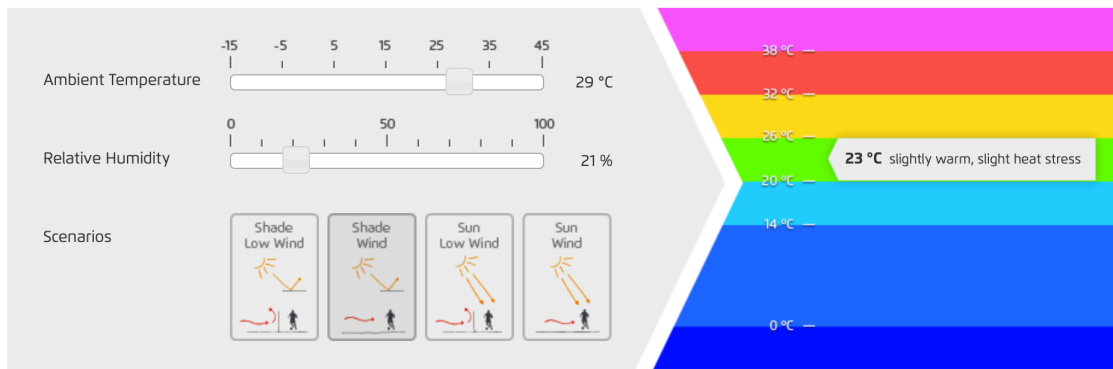 -15 -5 5 15 25 35 45
Ambient Temperature 29 °C
0 50 100
Relative Humidity 21 %
Scenarios
Shade
Low Wind
Shade
Wind
Sun
Low Wind
Sun
Wind
38 °C
32 °C
26 °C
23 °C slightly warm, slight heat stress
20 °C
14 °C
0 °C